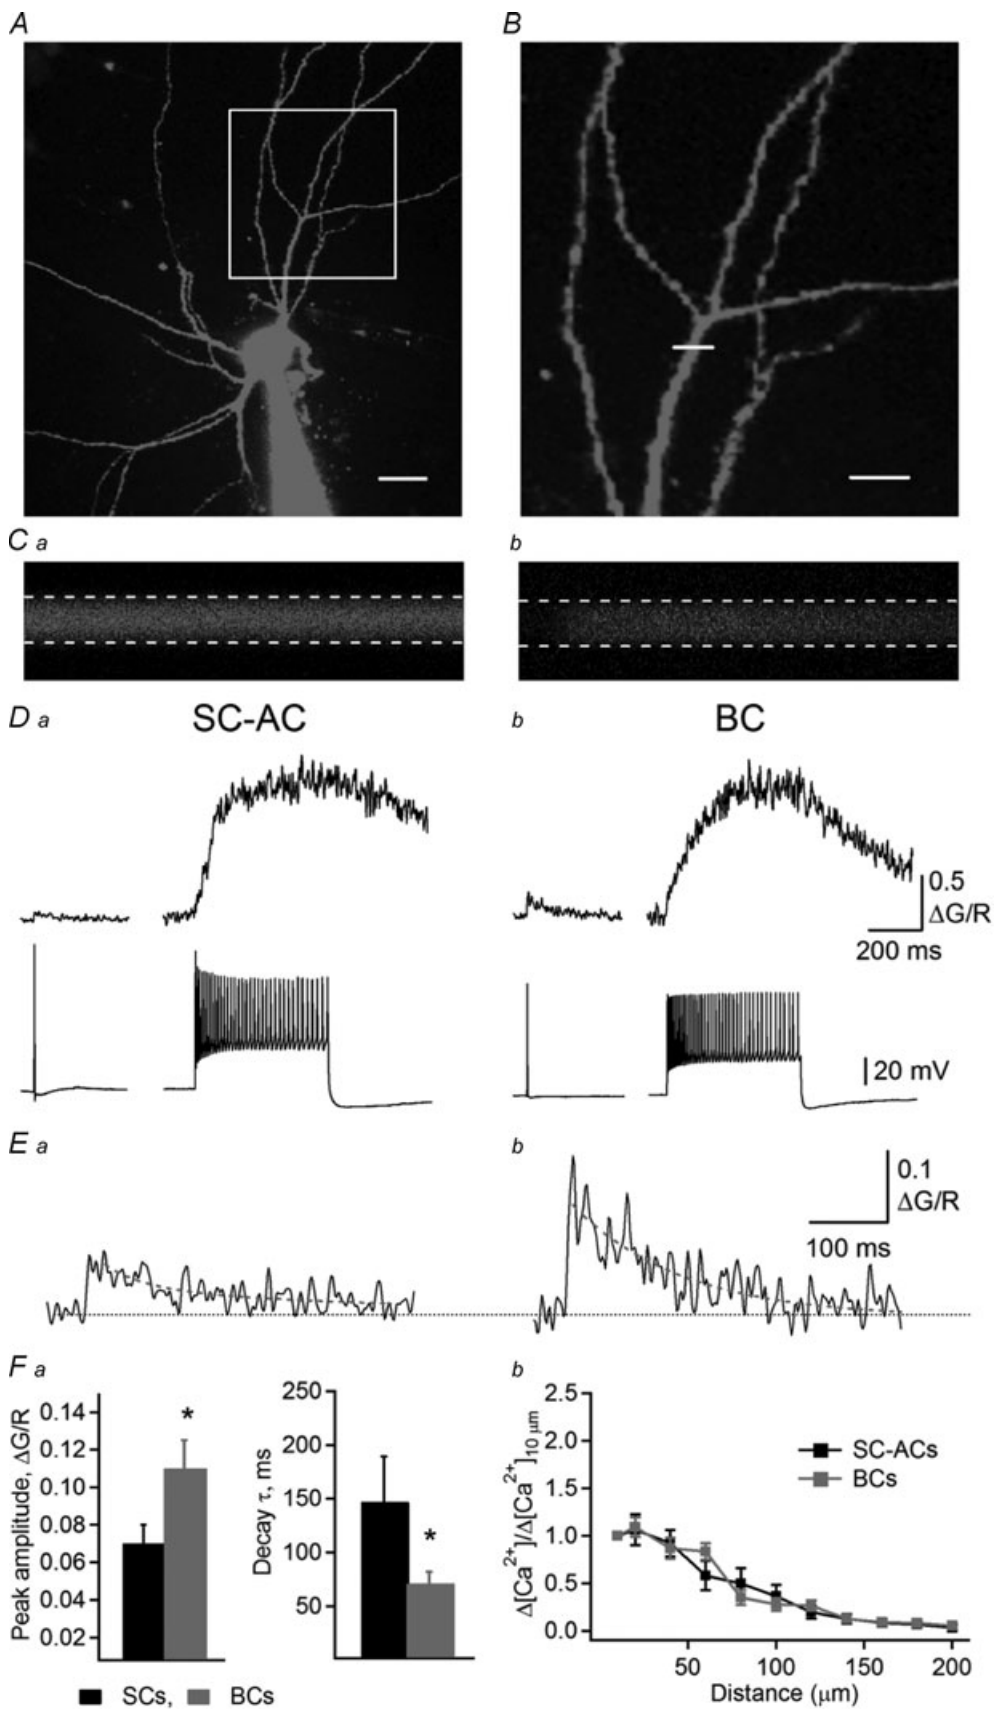 A
B
C a
b
D a
SC-AC
b
BC
0.5
ΔG/R
200 ms
20 mV
E a
b
0.1
ΔG/R
100 ms
F a
Peak amplitude, ΔG/R
0.14
0.12
0.10
0.08
0.06
0.04
0.02
*
Decay τ, ms
250
200
150
100
50
*
SCs,
BCs
b
Δ[Ca2+]/Δ[Ca2+]10 μm
2.5
2.0
1.5
1.0
0.5
0.0
SC-ACs
BCs
50
100
150
200
Distance (μm)